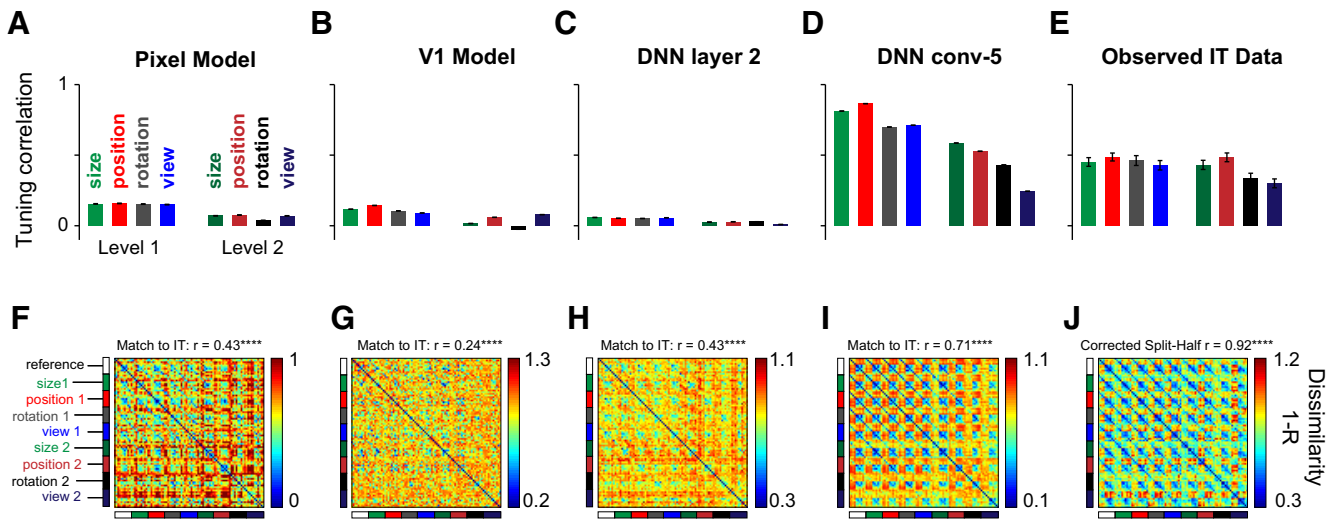 A
B
C
D
E
Pixel Model
V1 Model
DNN layer 2
DNN conv-5
Observed IT Data
Tuning correlation
1
0
size
position
rotation
view
size
position
rotation
view
Level 1
Level 2
F
G
H
I
J
Match to IT: r = 0.43****
Match to IT: r = 0.24****
Match to IT: r = 0.43****
Match to IT: r = 0.71****
Corrected Split-Half r = 0.92****
reference
size1
position 1
rotation 1
view 1
size 2
position 2
rotation 2
view 2
1
0
1.3
0.2
1.1
0.3
1.1
0.1
1.2
0.3
Dissimilarity
1-R